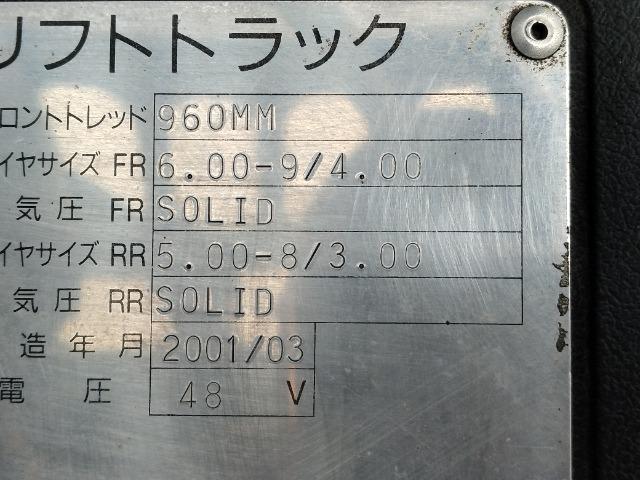 リフトトラック
ロントトレッド 960MM
イヤサイズ FR 6.00-9/4.00
気圧 FR SOLID
イヤサイズ RR 5.00-8/3.00
気圧 RR SOLID
造年月 2001/03
電圧 48 V